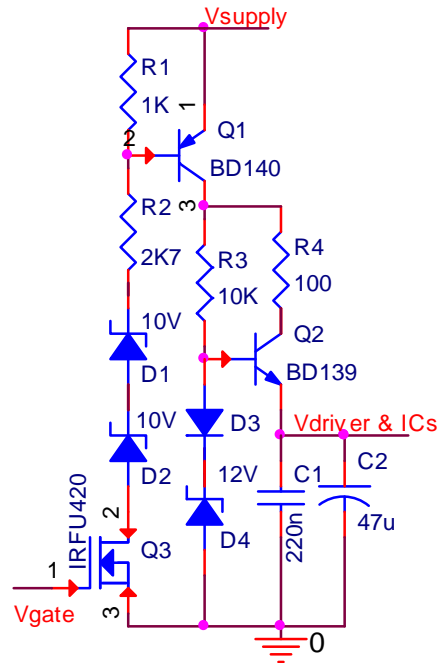 Vsupply
R1
1K
1
2
Q1
BD140
3
R2
2K7
R3
10K
R4
100
10V
D1
Q2
BD139
10V
D2
D3
Vdriver & ICs
12V
D4
C1
220n
C2
47u
IRFU420
2
Q3
1
3
Vgate
0